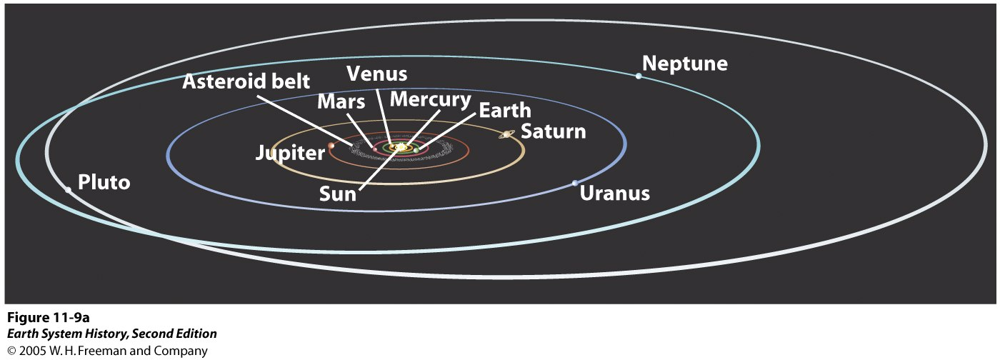 Neptune
Venus
Asteroid belt
Mars
Mercury
Earth
Saturn
Jupiter
Pluto
Sun
Uranus
Figure 11-9a
Earth System History, Second Edition
© 2005 W. H. Freeman and Company